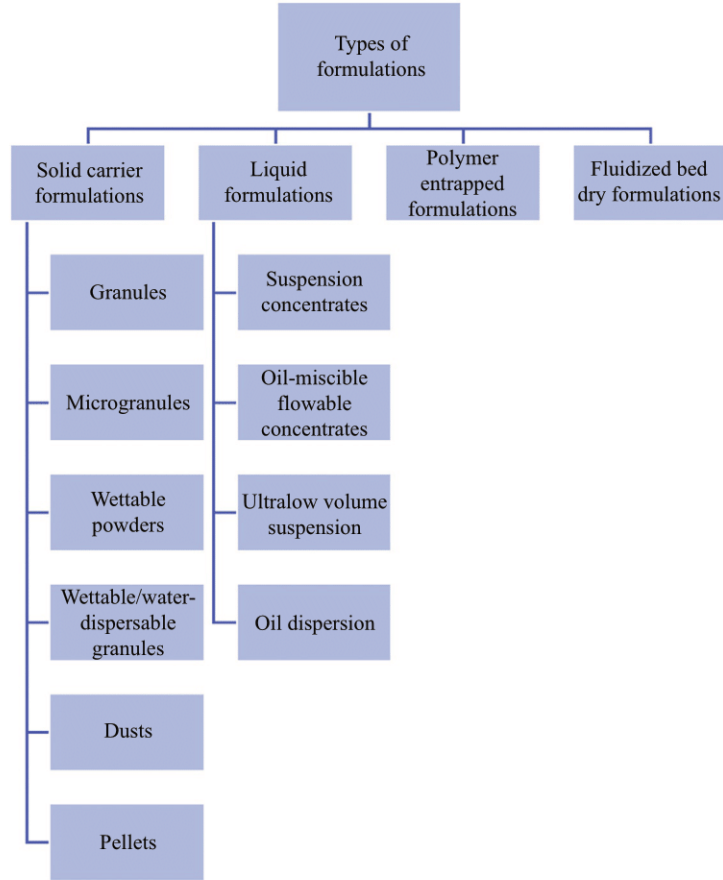 Types of
formulations
Solid carrier
formulations
Liquid
formulations
Polymer
entrapped
formulations
Fluidized bed
dry formulations
Granules
Microgranules
Wettable
powders
Wettable/water-
dispersable
granules
Dusts
Pellets
Suspension
concentrates
Oil-miscible
flowable
concentrates
Ultralow volume
suspension
Oil dispersion